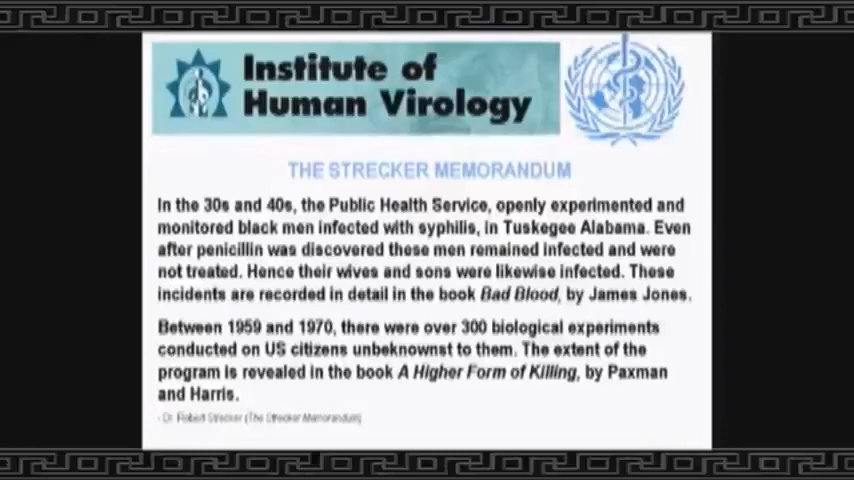 Institute of
Human Virology
THE STRECKER MEMORANDUM
In the 30s and 40s, the Public Health Service, openly experimented and
monitored black men infected with syphilis, in Tuskegee Alabama. Even
after penicillin was discovered these men remained infected and were
not treated. Hence their wives and sons were likewise infected. These
incidents are recorded in detail in the book Bad Blood, by James Jones.
Between 1959 and 1970, there were over 300 biological experiments
conducted on US citizens unbeknownst to them. The extent of the
program is revealed in the book A Higher Form of Killing, by Paxman
and Harris.
- Dr. Robert Strecker (The Strecker Memorandum)